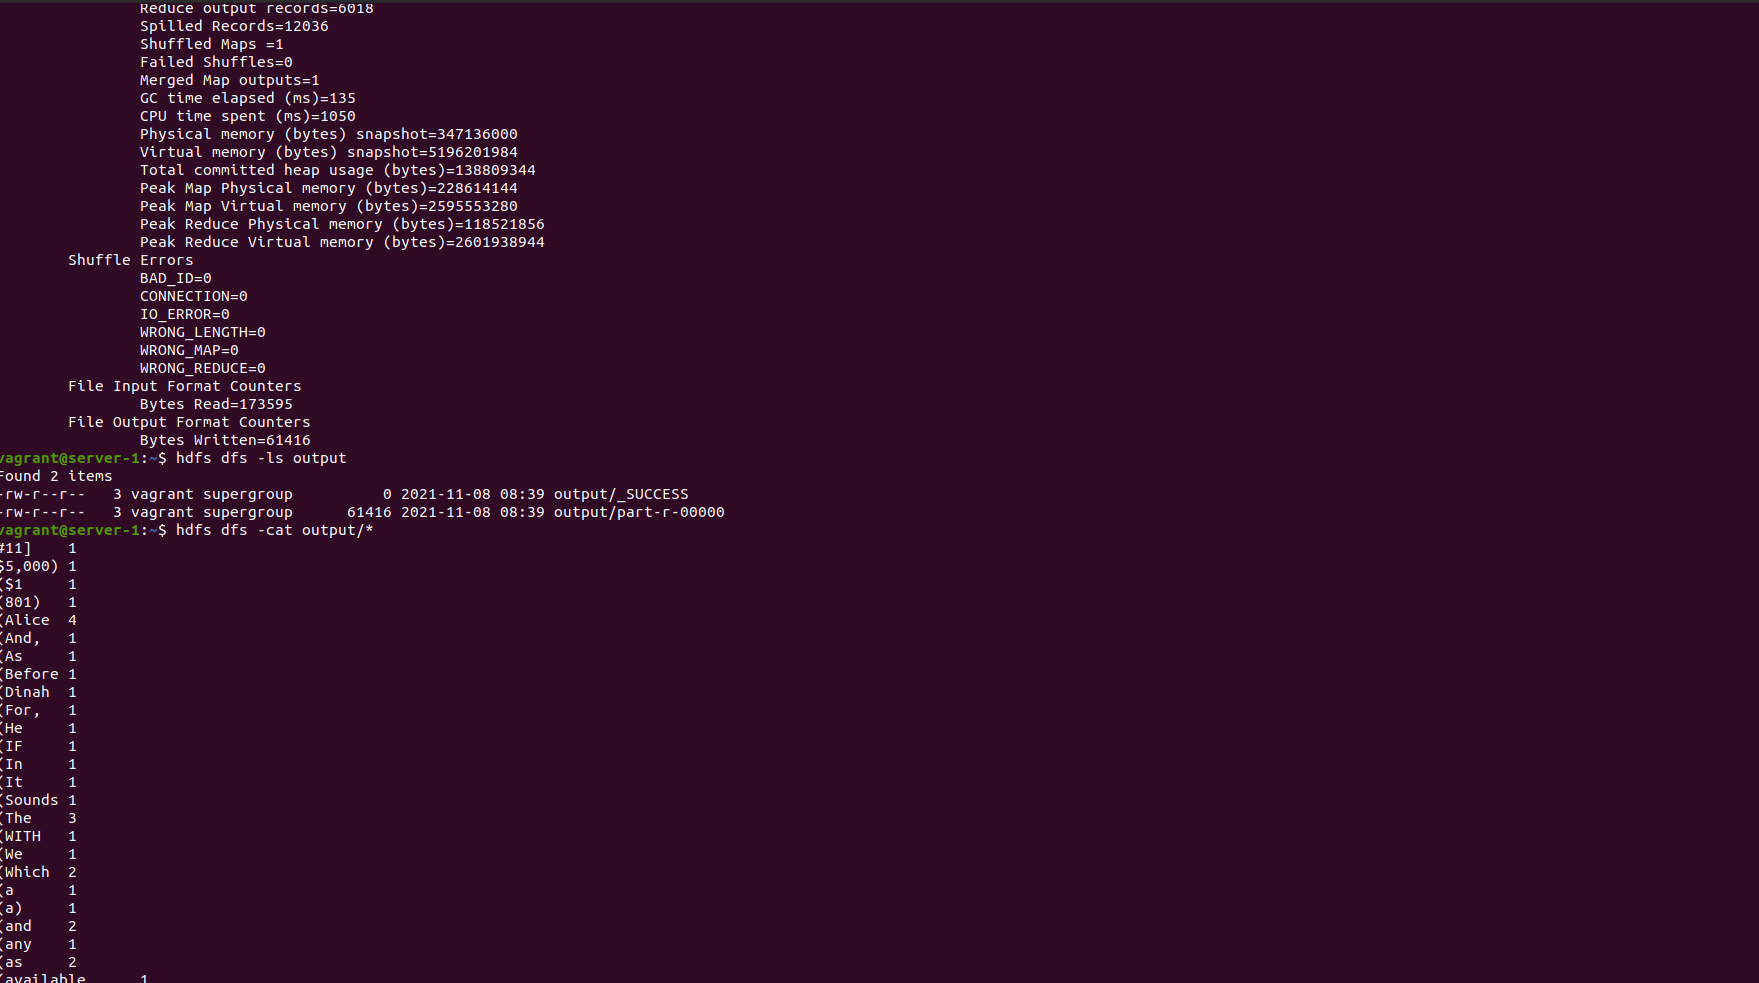 Reduce output records=6018
Spilled Records=12036
Shuffled Maps =1
Failed Shuffles=0
Merged Map outputs=1
GC time elapsed (ms)=135
CPU time spent (ms)=1050
Physical memory (bytes) snapshot=347136000
Virtual memory (bytes) snapshot=5196201984
Total committed heap usage (bytes)=138809344
Peak Map Physical memory (bytes)=228614144
Peak Map Virtual memory (bytes)=2595553280
Peak Reduce Physical memory (bytes)=118521856
Peak Reduce Virtual memory (bytes)=2601938944
Shuffle Errors
BAD_ID=0
CONNECTION=0
IO_ERROR=0
WRONG_LENGTH=0
WRONG_MAP=0
WRONG_REDUCE=0
File Input Format Counters
Bytes Read=173595
File Output Format Counters
Bytes Written=61416
vagrant@server-1:~$ hdfs dfs -ls output
Found 2 items
-rw-r--r--   3 vagrant supergroup          0 2021-11-08 08:39 output/_SUCCESS
-rw-r--r--   3 vagrant supergroup      61416 2021-11-08 08:39 output/part-r-00000
vagrant@server-1:~$ hdfs dfs -cat output/*
#11]    1
$5,000) 1
($1     1
(801)   1
(Alice  4
(And,   1
(As     1
(Before 1
(Dinah  1
(For,   1
(He     1
(IF     1
(In     1
(It     1
(Sounds 1
(The    3
(WITH   1
(We     1
(Which  2
(a      1
(a)     1
(and    2
(any    1
(as     2
(available      1